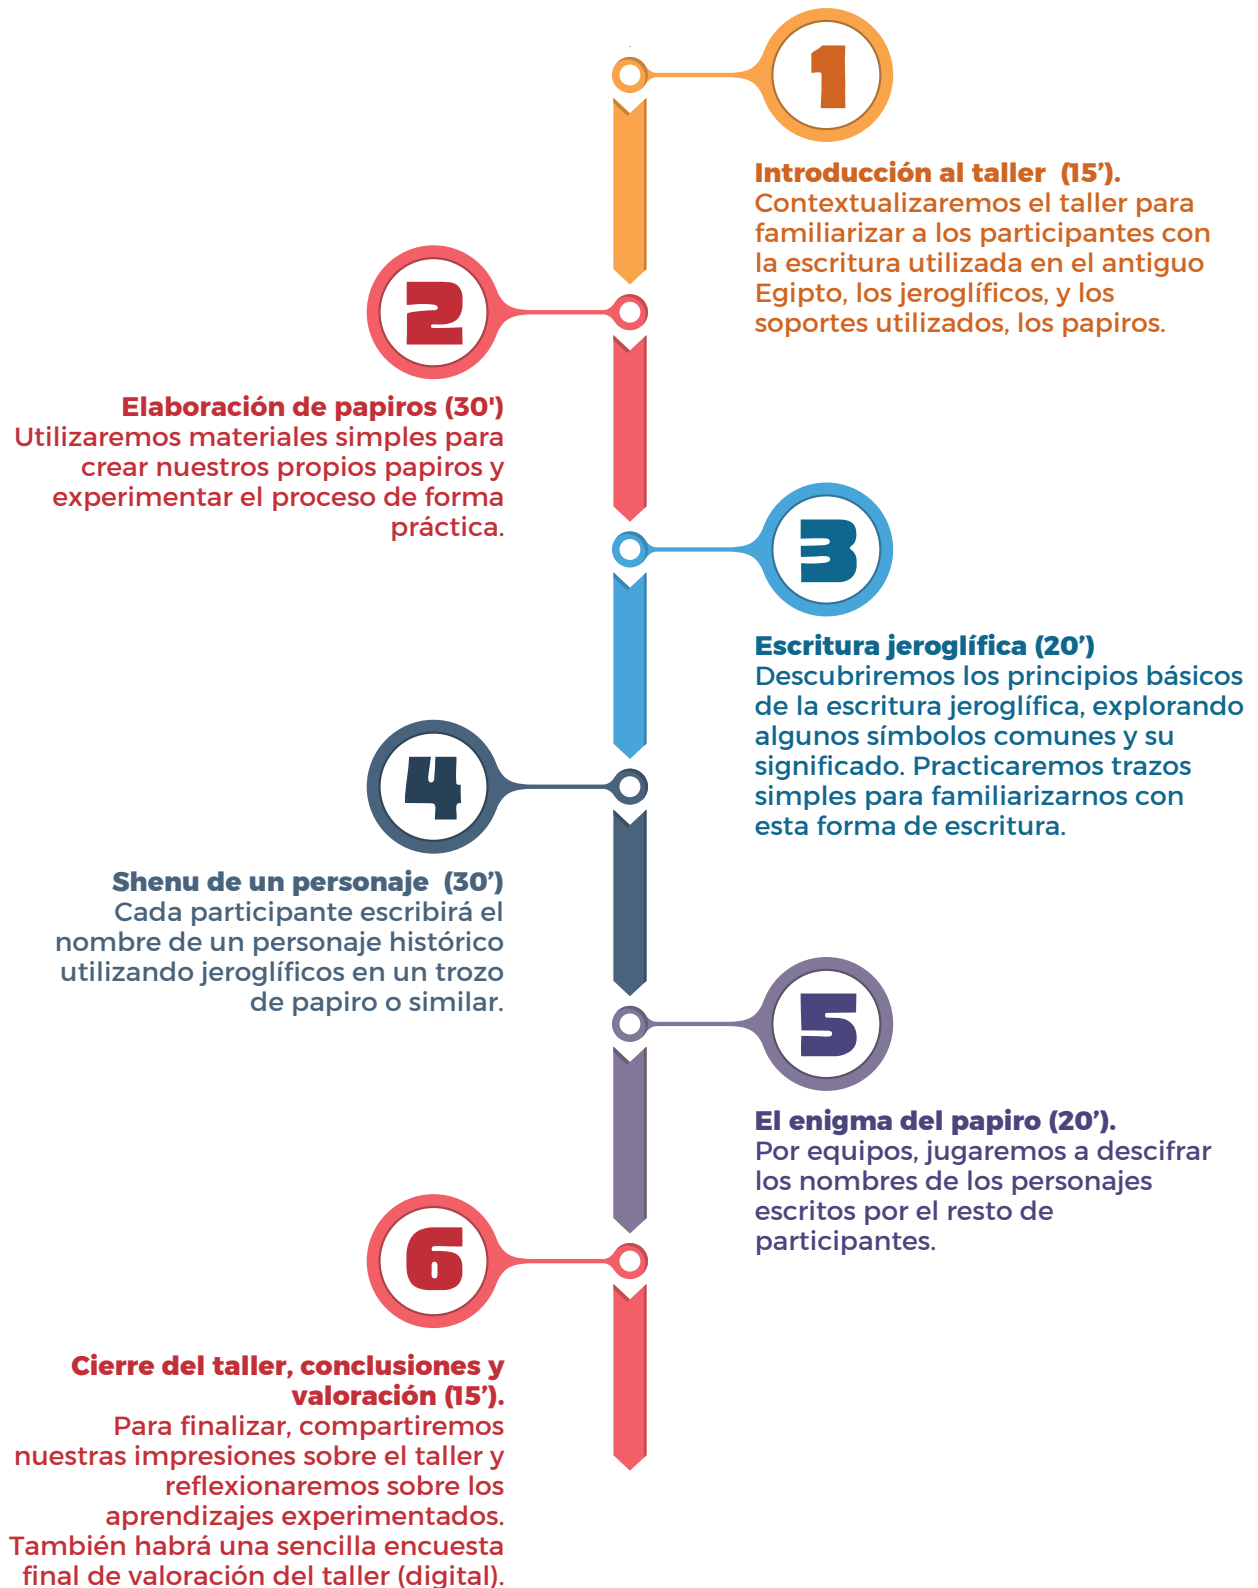 1
Introducción al taller  (15’).
Contextualizaremos el taller para
familiarizar a los participantes con
la escritura utilizada en el antiguo
Egipto, los jeroglíficos, y los
soportes utilizados, los papiros.
2
Elaboración de papiros (30')
Utilizaremos materiales simples para
crear nuestros propios papiros y
experimentar el proceso de forma
práctica.
3
Escritura jeroglífica (20’)
Descubriremos los principios básicos
de la escritura jeroglífica, explorando
algunos símbolos comunes y su
significado. Practicaremos trazos
simples para familiarizarnos con
esta forma de escritura.
4
Shenu de un personaje  (30’)
Cada participante escribirá el
nombre de un personaje histórico
utilizando jeroglíficos en un trozo
de papiro o similar.
5
El enigma del papiro (20’).
Por equipos, jugaremos a descifrar
los nombres de los personajes
escritos por el resto de
participantes.
6
Cierre del taller, conclusiones y
valoración (15’).
Para finalizar, compartiremos
nuestras impresiones sobre el taller y
reflexionaremos sobre los
aprendizajes experimentados.
También habrá una sencilla encuesta
final de valoración del taller (digital).